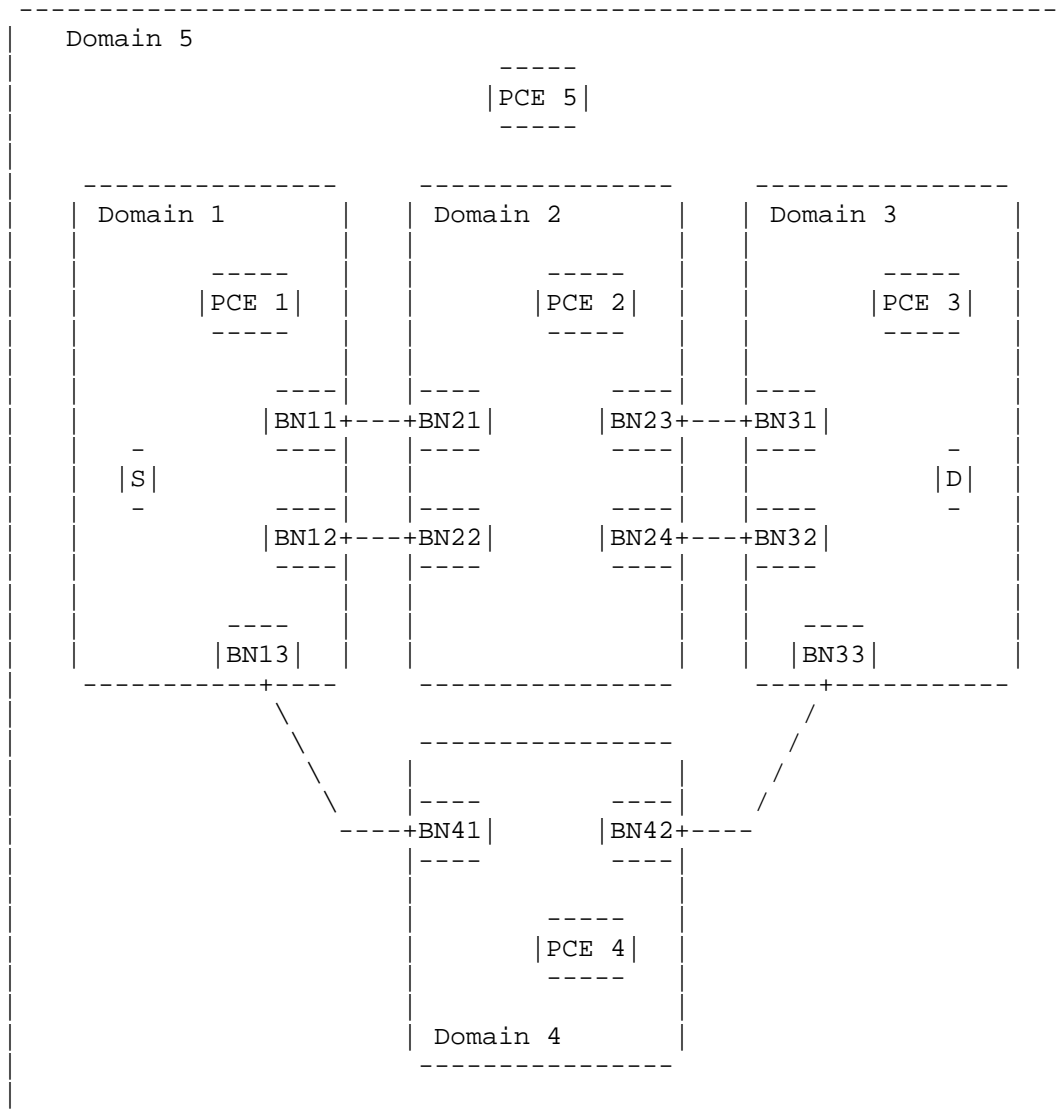 Domain 5
PCE 5
Domain 1 Domain 2 Domain 3
PCE 1 PCE 2 PCE 3
BN11 BN21 BN23 BN31
S D
BN12 BN22 BN24 BN32
BN13 BN33
BN41 BN42
PCE 4
Domain 4